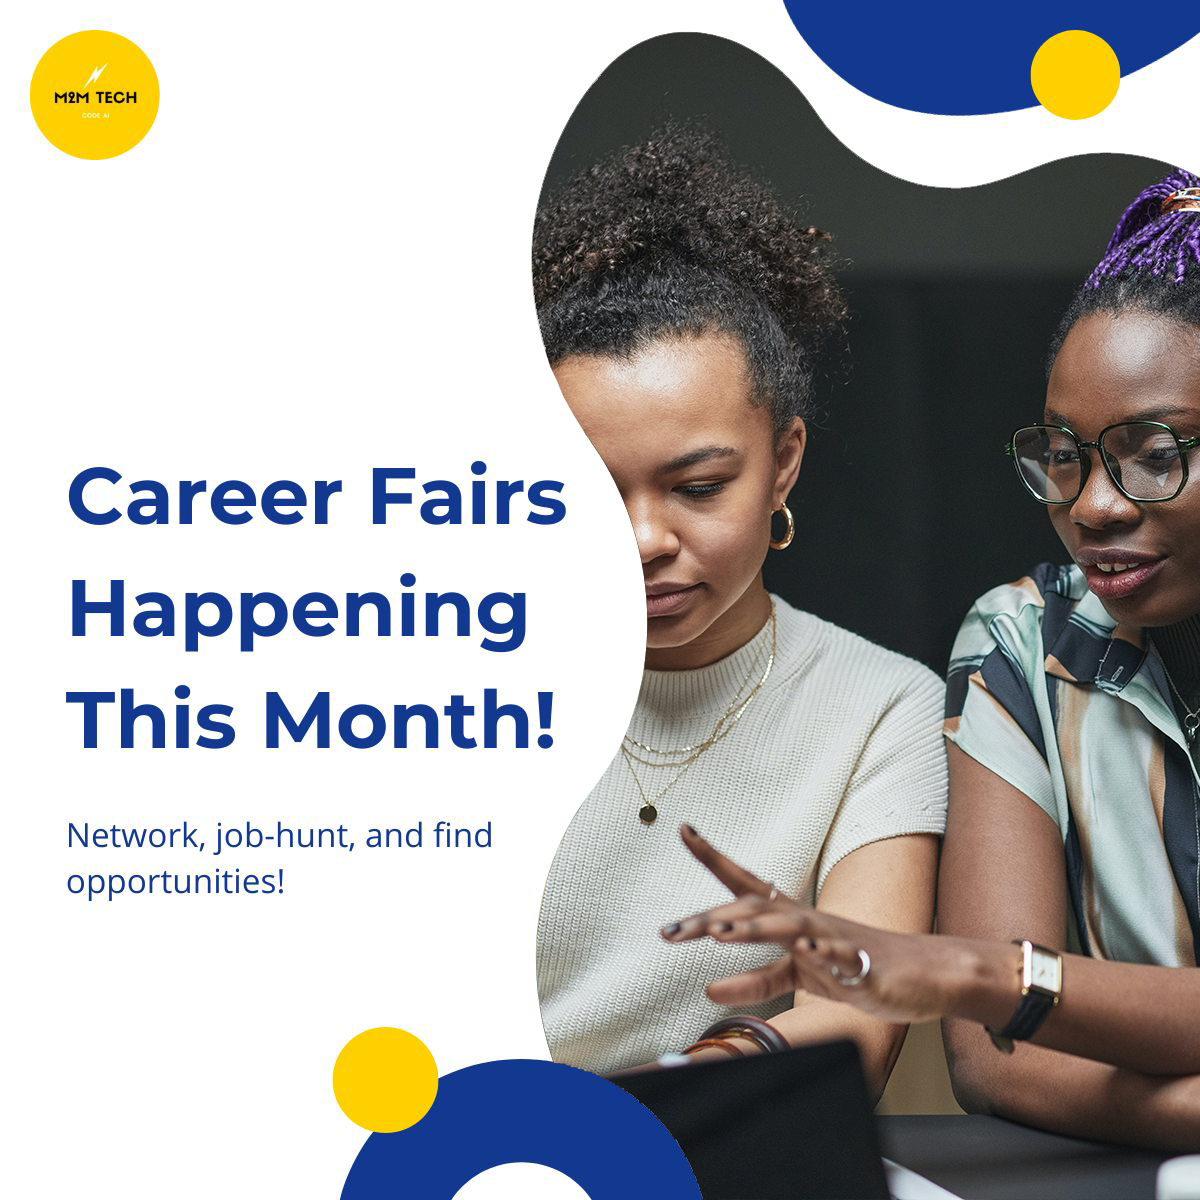 M2M TECH
CODE AI
Career Fairs
Happening
This Month!
Network, job-hunt, and find
opportunities!